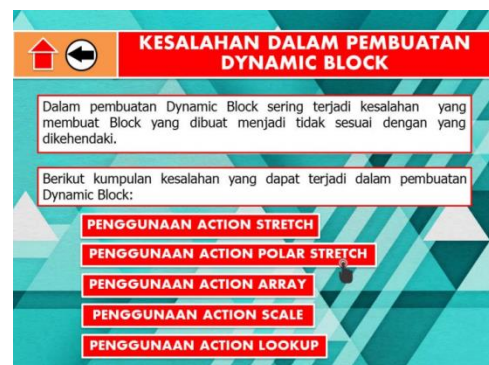 KESALAHAN DALAM PEMBUATAN
DYNAMIC BLOCK
Dalam pembuatan Dynamic Block sering terjadi kesalahan yang
membuat Block yang dibuat menjadi tidak sesuai dengan yang
dikehendaki.
Berikut kumpulan kesalahan yang dapat terjadi dalam pembuatan
Dynamic Block:
PENGGUNAAN ACTION STRETCH
PENGGUNAAN ACTION POLAR STRETCH
PENGGUNAAN ACTION ARRAY
PENGGUNAAN ACTION SCALE
PENGGUNAAN ACTION LOOKUP